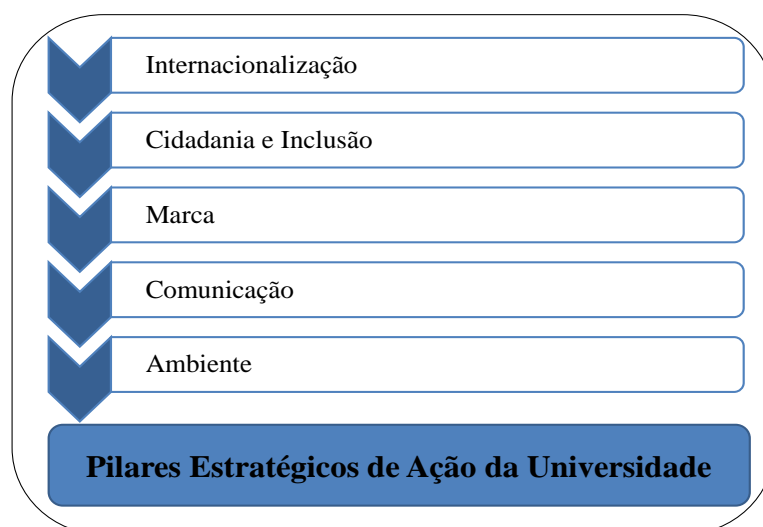 Internacionalização
Cidadania e Inclusão
Marca
Comunicação
Ambiente
Pilares Estratégicos de Ação da Universidade